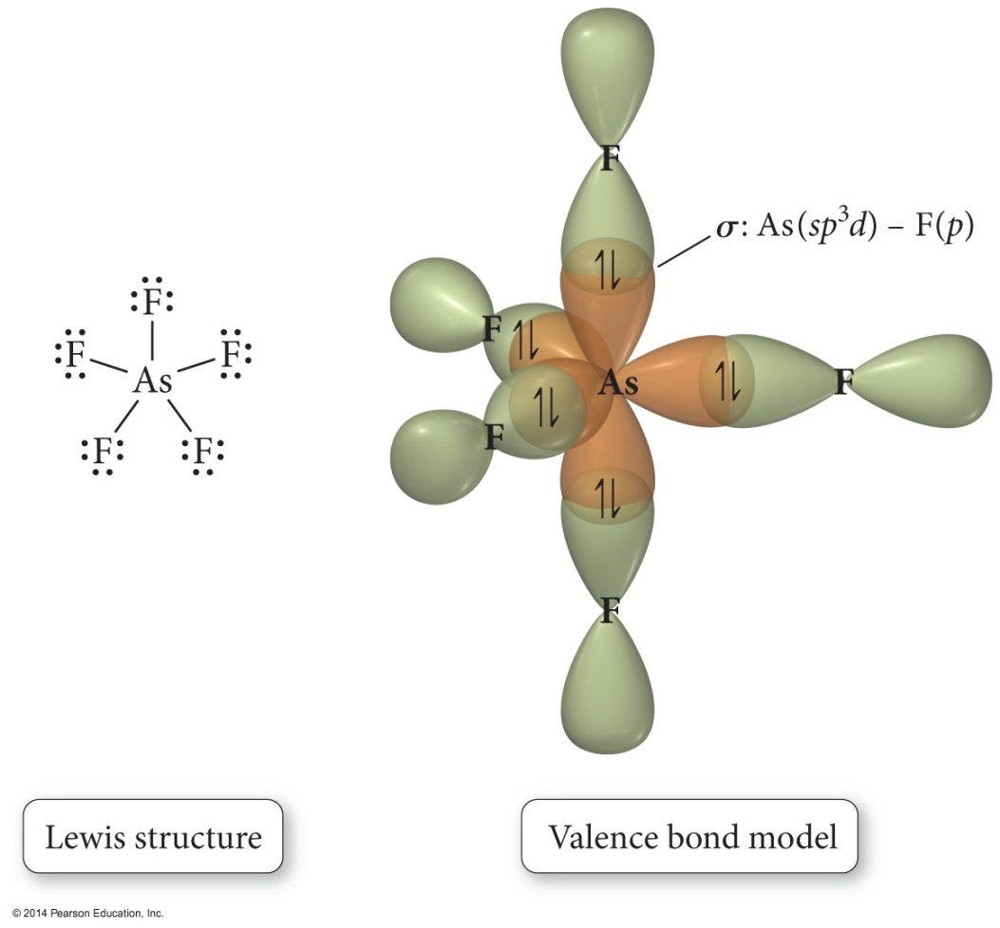 F
σ: As(sp³d) – F(p)
:F:
F
:F
F:
F
As
As
F
F
:F:
:F:
F
Lewis structure
Valence bond model
© 2014 Pearson Education, Inc.